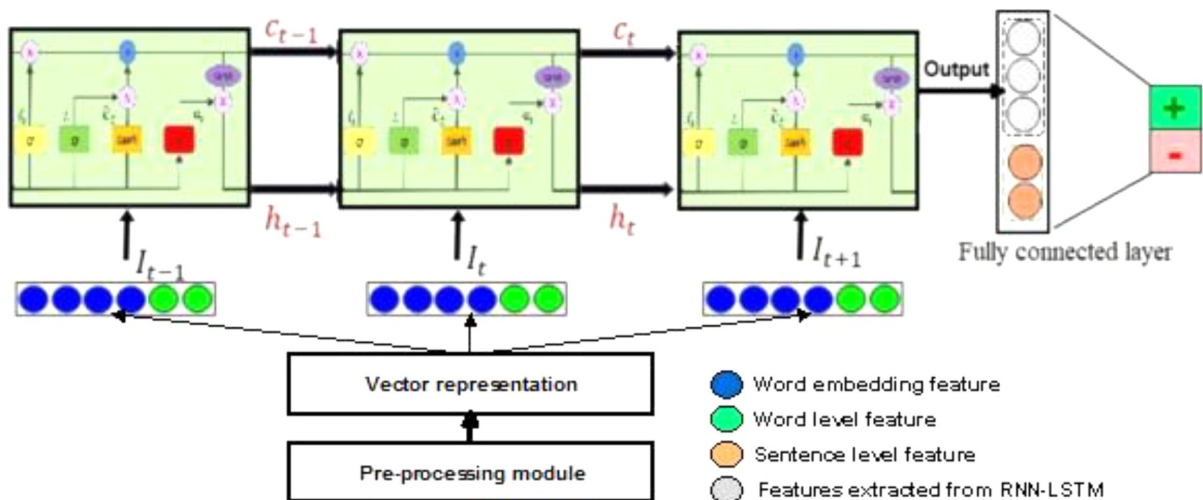 c_{t-1}
c_t
Output
h_{t-1}
h_t
+
-
Fully connected layer
I_{t-1}
I_t
I_{t+1}
Vector representation
Pre-processing module
Word embedding feature
Word level feature
Sentence level feature
Features extracted from RNN-LSTM